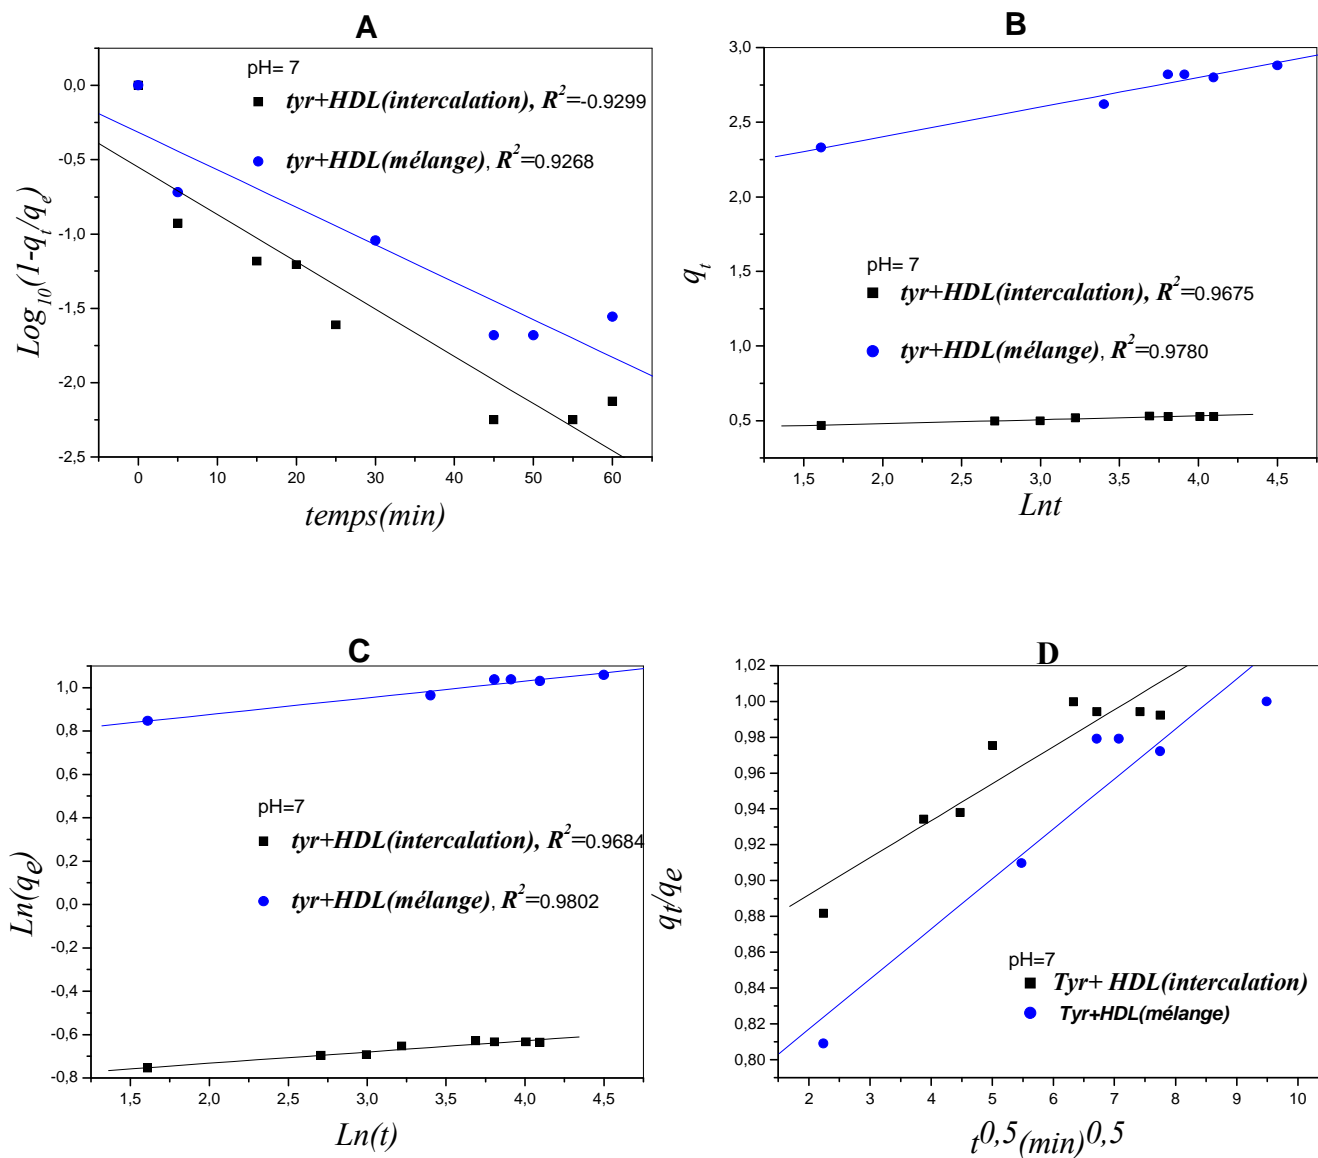 A
pH= 7
tyr+HDL(intercalation), R²=-0.9299
tyr+HDL(mélange), R²=0.9268
Log₁₀(1-qₜ/qₑ)
0,0
-0,5
-1,0
-1,5
-2,0
-2,5
0 10 20 30 40 50 60
temps(min)
B
qₜ
3,0
2,5
2,0
1,5
1,0
0,5
pH= 7
tyr+HDL(intercalation), R²=0.9675
tyr+HDL(mélange), R²=0.9780
1,5 2,0 2,5 3,0 3,5 4,0 4,5
Lnt
C
Ln(qe)
1,0
0,8
0,6
0,4
0,2
0,0
-0,2
-0,4
-0,6
-0,8
pH=7
tyr+HDL(intercalation), R²=0.9684
tyr+HDL(mélange), R²=0.9802
1,5 2,0 2,5 3,0 3,5 4,0 4,5
Ln(t)
D
qt/qe
1,02
1,00
0,98
0,96
0,94
0,92
0,90
0,88
0,86
0,84
0,82
0,80
pH=7
Tyr+ HDL(intercalation)
Tyr+HDL(mélange)
2 3 4 5 6 7 8 9 10
t0,5(min)0,5